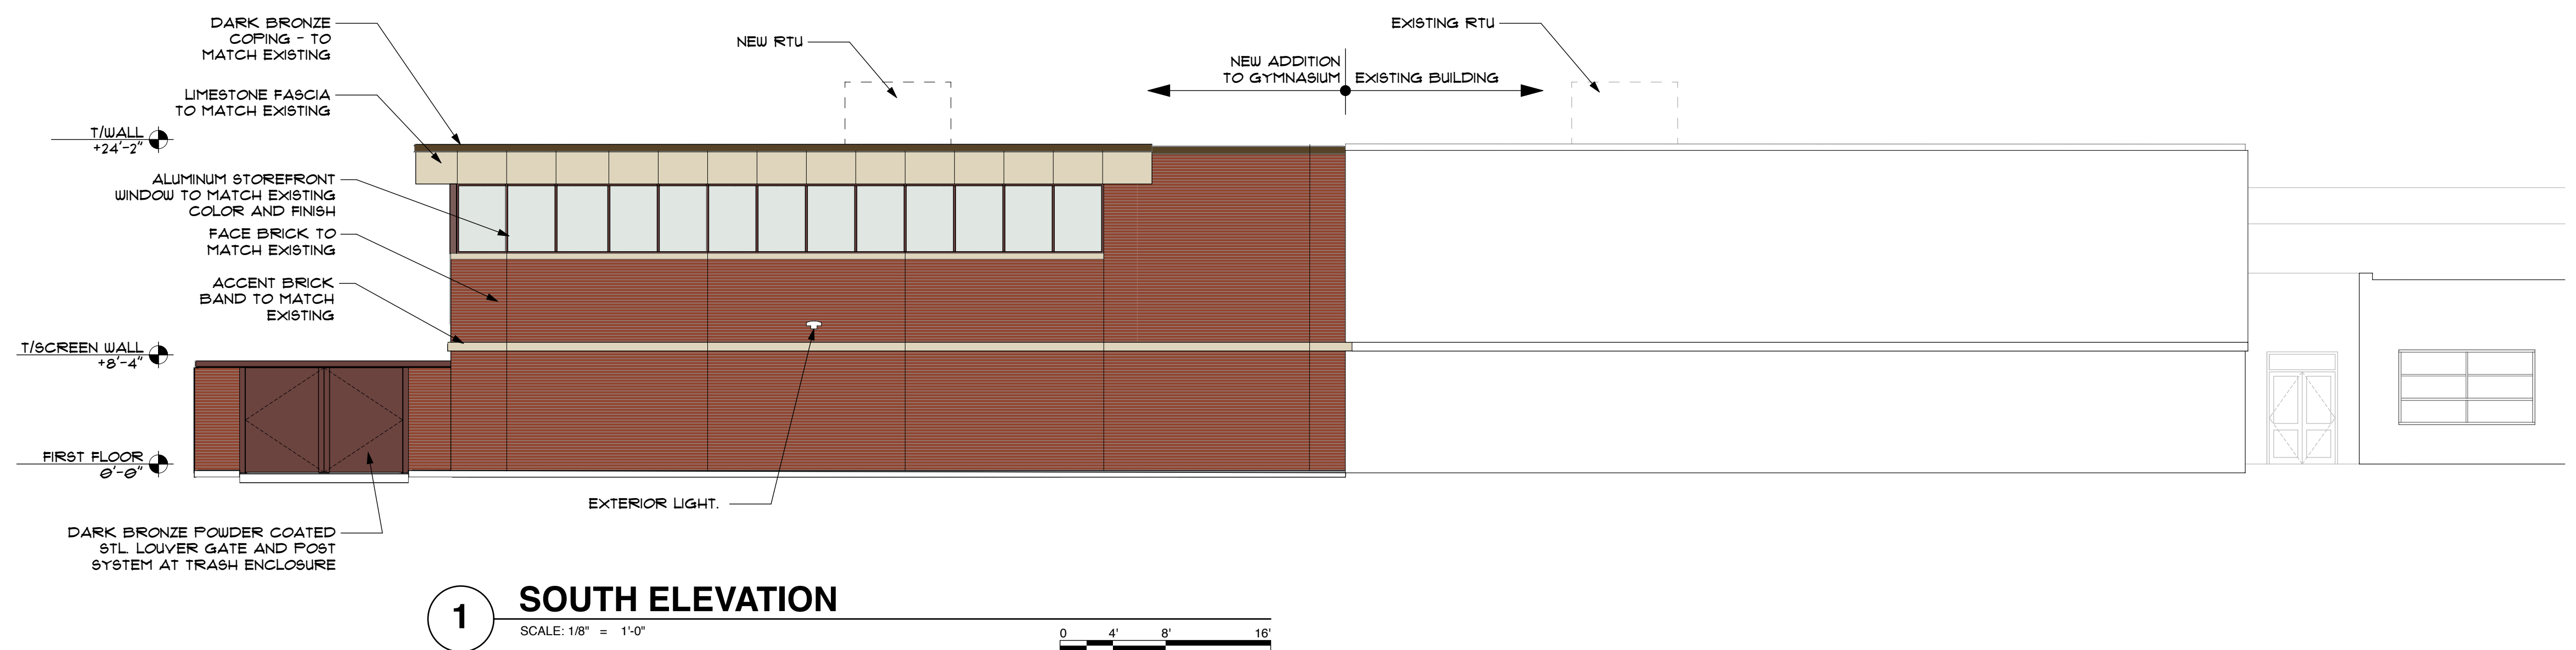 DARK BRONZE
COPING - TO
MATCH EXISTING
NEW RTU
EXISTING RTU
NEW ADDITION
TO GYMNASIUM
EXISTING BUILDING
LIMESTONE FASCIA
TO MATCH EXISTING
T/WALL
+24'-2"
ALUMINUM STOREFRONT
WINDOW TO MATCH EXISTING
COLOR AND FINISH
FACE BRICK TO
MATCH EXISTING
ACCENT BRICK
BAND TO MATCH
EXISTING
T/SCREEN WALL
+8'-4"
FIRST FLOOR
0'-0"
EXTERIOR LIGHT.
DARK BRONZE POWDER COATED
STL. LOUVER GATE AND POST
SYSTEM AT TRASH ENCLOSURE
1
SOUTH ELEVATION
SCALE: 1/8" = 1'-0"
0 4' 8' 16'